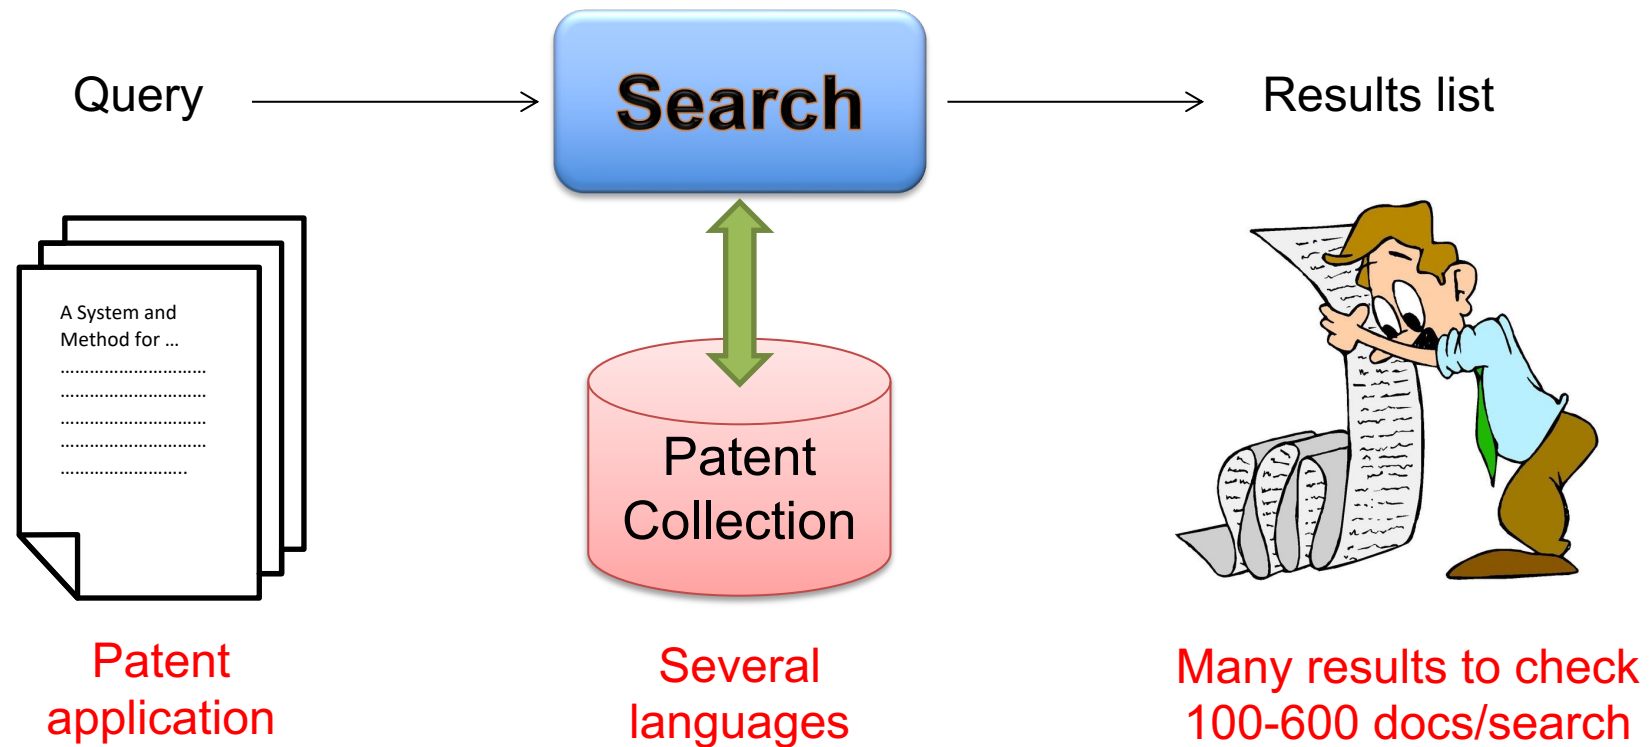 Query
Search
Results list
A System and
Method for ...
................................
................................
................................
................................
............................
Patent
Collection
Patent
application
Several
languages
Many results to check
100-600 docs/search